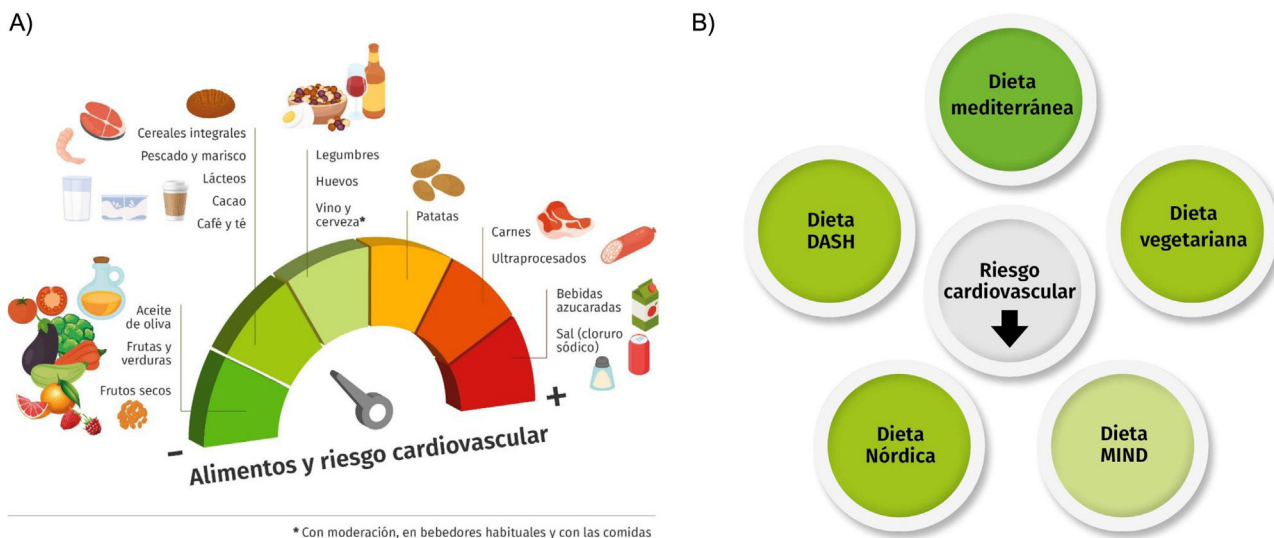 A)
Cereales integrales
Pescado y marisco
Lácteos
Cacao
Café y té
Legumbres
Huevos
Vino y
cerveza*
Patatas
Carnes
Ultraprocesados
Bebidas
azucaradas
Sal (cloruro
sódico)
Aceite
de oliva
Frutas y
verduras
Frutos secos
-
+
Alimentos y riesgo cardiovascular
* Con moderación, en bebedores habituales y con las comidas
B)
Dieta
mediterránea
Dieta
DASH
Dieta
vegetariana
Riesgo
cardiovascular
Dieta
Nórdica
Dieta
MIND